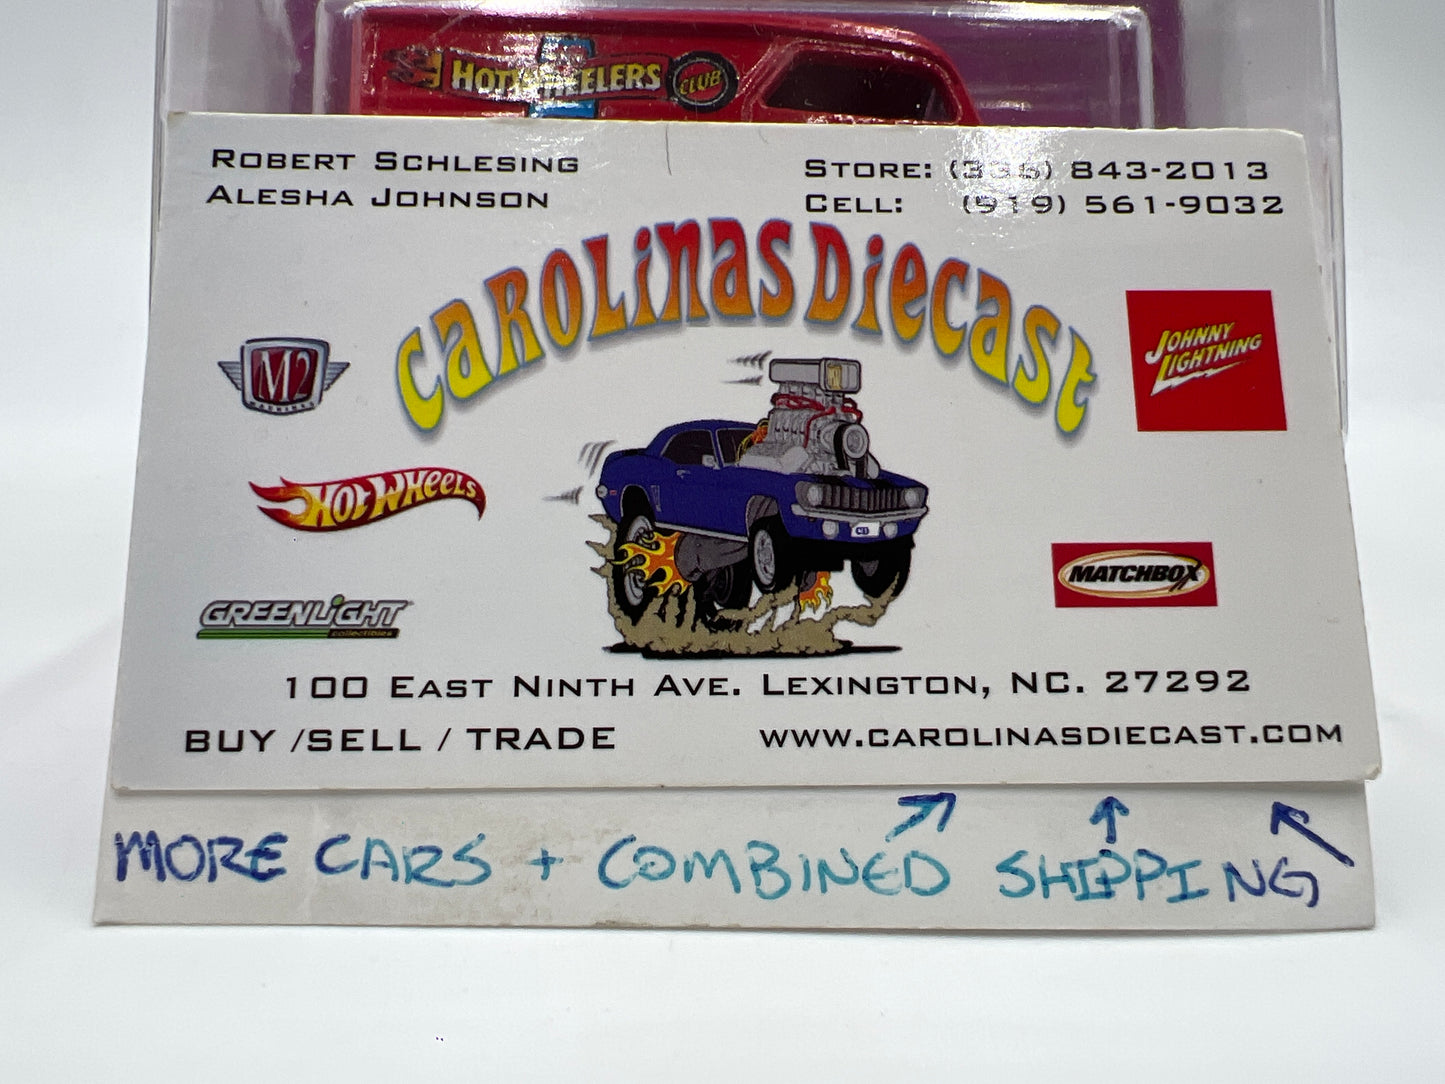 HOT WHEELERS CLUB
ROBERT SCHLESING
ALESHA JOHNSON
STORE: (336) 843-2013
CELL: (919) 561-9032
CAROLINAS DIECAST
M2
MACHINES
JOHNNY
LIGHTNING
HOT WHEELS
MATCHBOX
GREENLIGHT
collectibles
100 EAST NINTH AVE. LEXINGTON, NC. 27292
BUY /SELL / TRADE
WWW.CAROLINASDIECAST.COM
MORE CARS + COMBINED SHIPPING